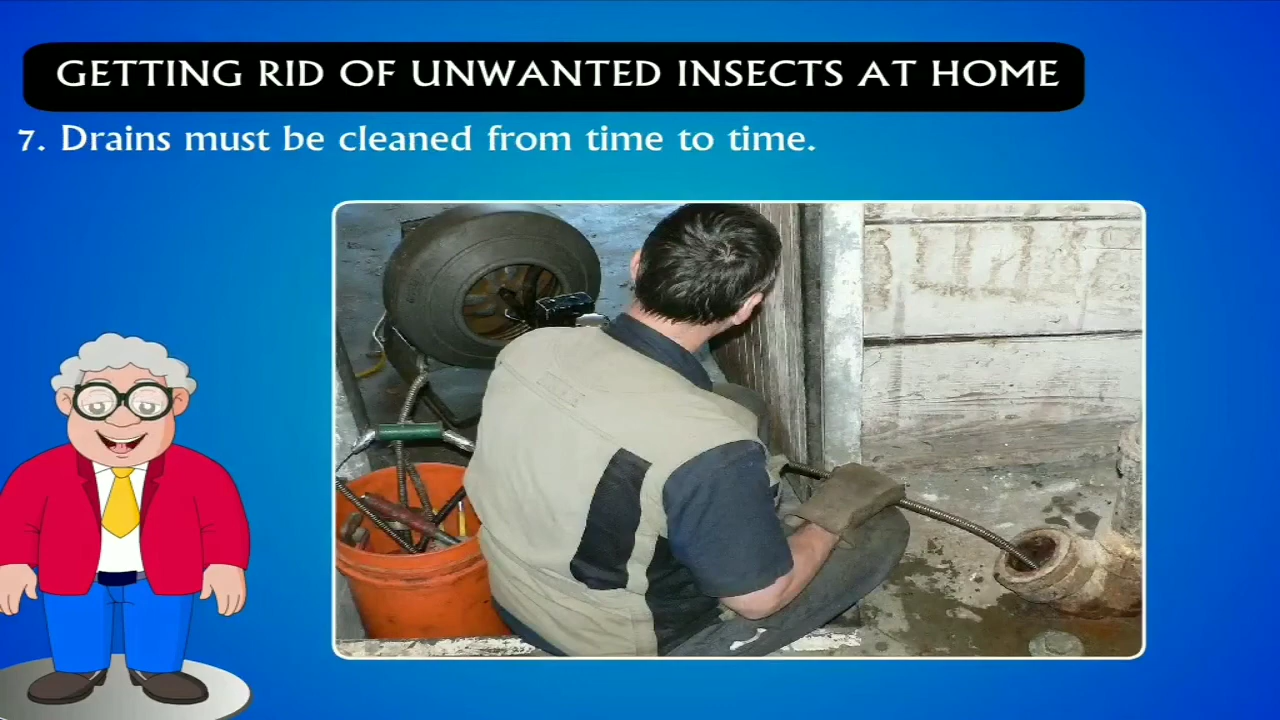 GETTING RID OF UNWANTED INSECTS AT HOME
7. Drains must be cleaned from time to time.